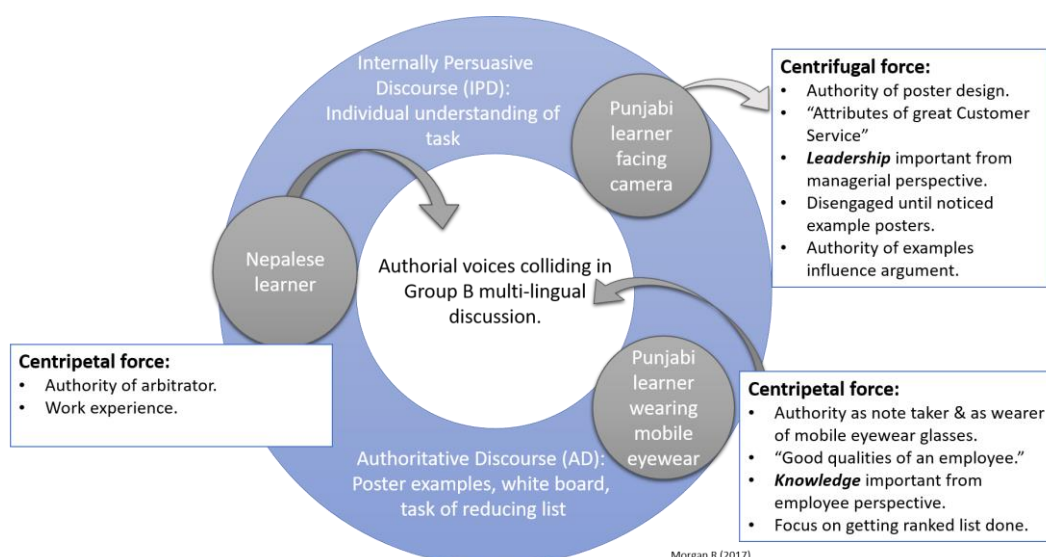 Internally Persuasive
Discourse (IPD):
Individual understanding of
task
Punjabi
learner
facing
camera
Centrifugal force:
• Authority of poster design.
• “Attributes of great Customer
Service”
• Leadership important from
managerial perspective.
• Disengaged until noticed
example posters.
• Authority of examples
influence argument.
Nepalese
learner
Authorial voices colliding in
Group B multi-lingual
discussion.
Centripetal force:
• Authority of arbitrator.
• Work experience.
Punjabi
learner
wearing
mobile
eyewear
Centripetal force:
• Authority as note taker & as wearer
of mobile eyewear glasses.
• “Good qualities of an employee.”
• Knowledge important from
employee perspective.
• Focus on getting ranked list done.
Authoritative Discourse (AD):
Poster examples, white board,
task of reducing list
Morgan R (2017)